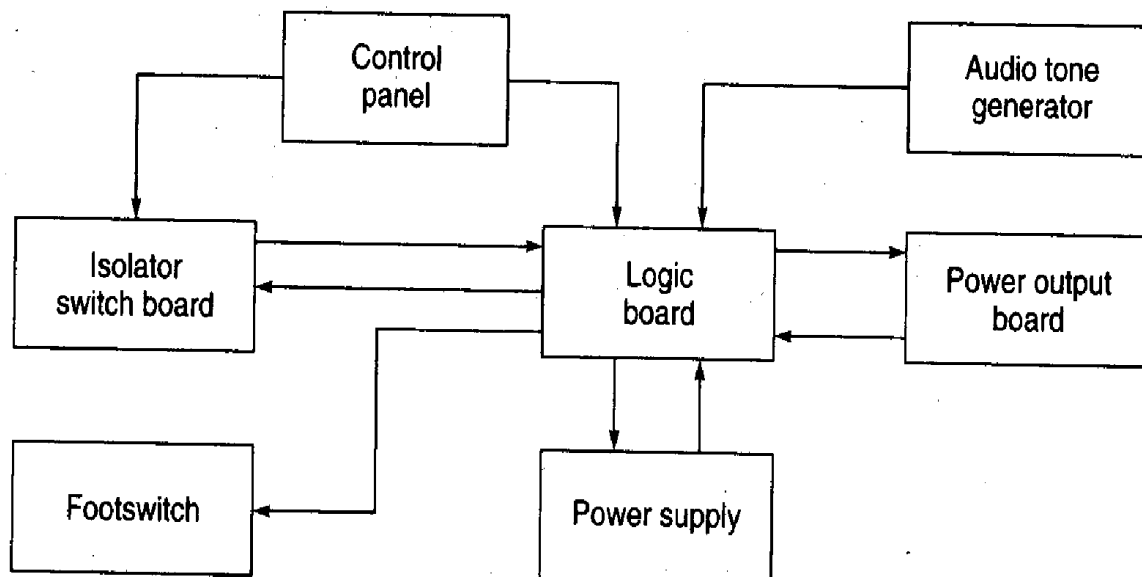 Control
panel
Audio tone
generator
Isolator
switch board
Logic
board
Power output
board
Footswitch
Power supply